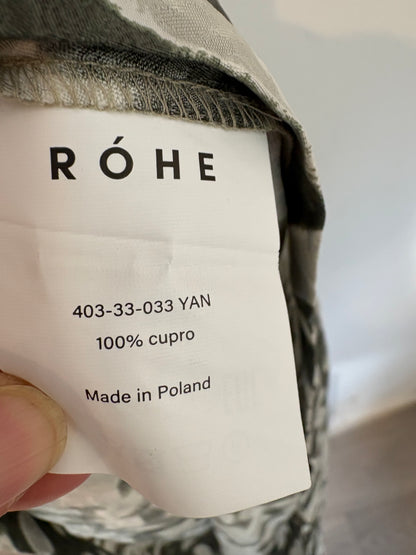 RÓHE
403-33-033 YAN
100% cupro
Made in Poland